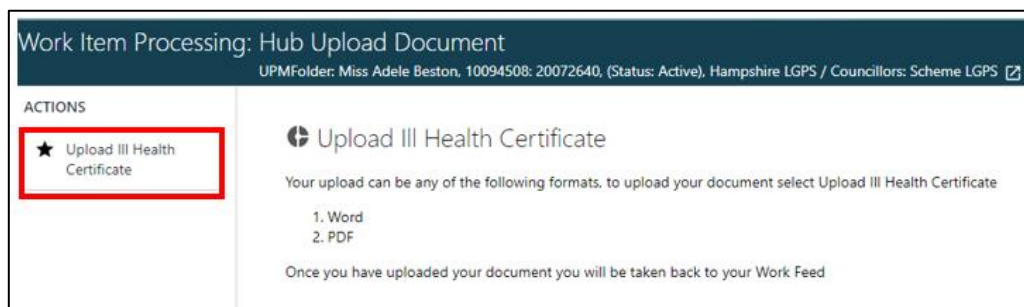 Work Item Processing: Hub Upload Document
UPMFolder: Miss Adele Beston, 10094508: 20072640, (Status: Active), Hampshire LGPS / Councillors: Scheme LGPS
ACTIONS
Upload Ill Health
Certificate
Upload Ill Health Certificate
Your upload can be any of the following formats, to upload your document select Upload Ill Health Certificate
1. Word
2. PDF
Once you have uploaded your document you will be taken back to your Work Feed